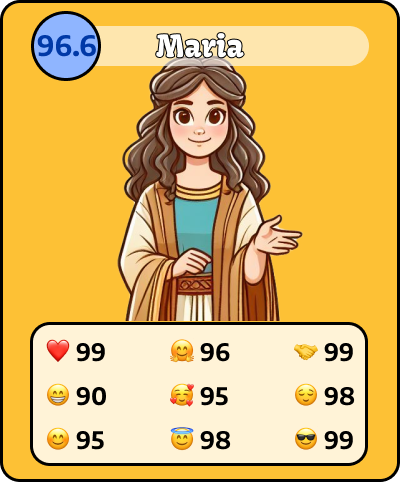 96.6 Maria
❤️ 99 🤗 96 🤝 99
😁 90 🥰 95 😌 98
😊 95 😇 98 😎 99